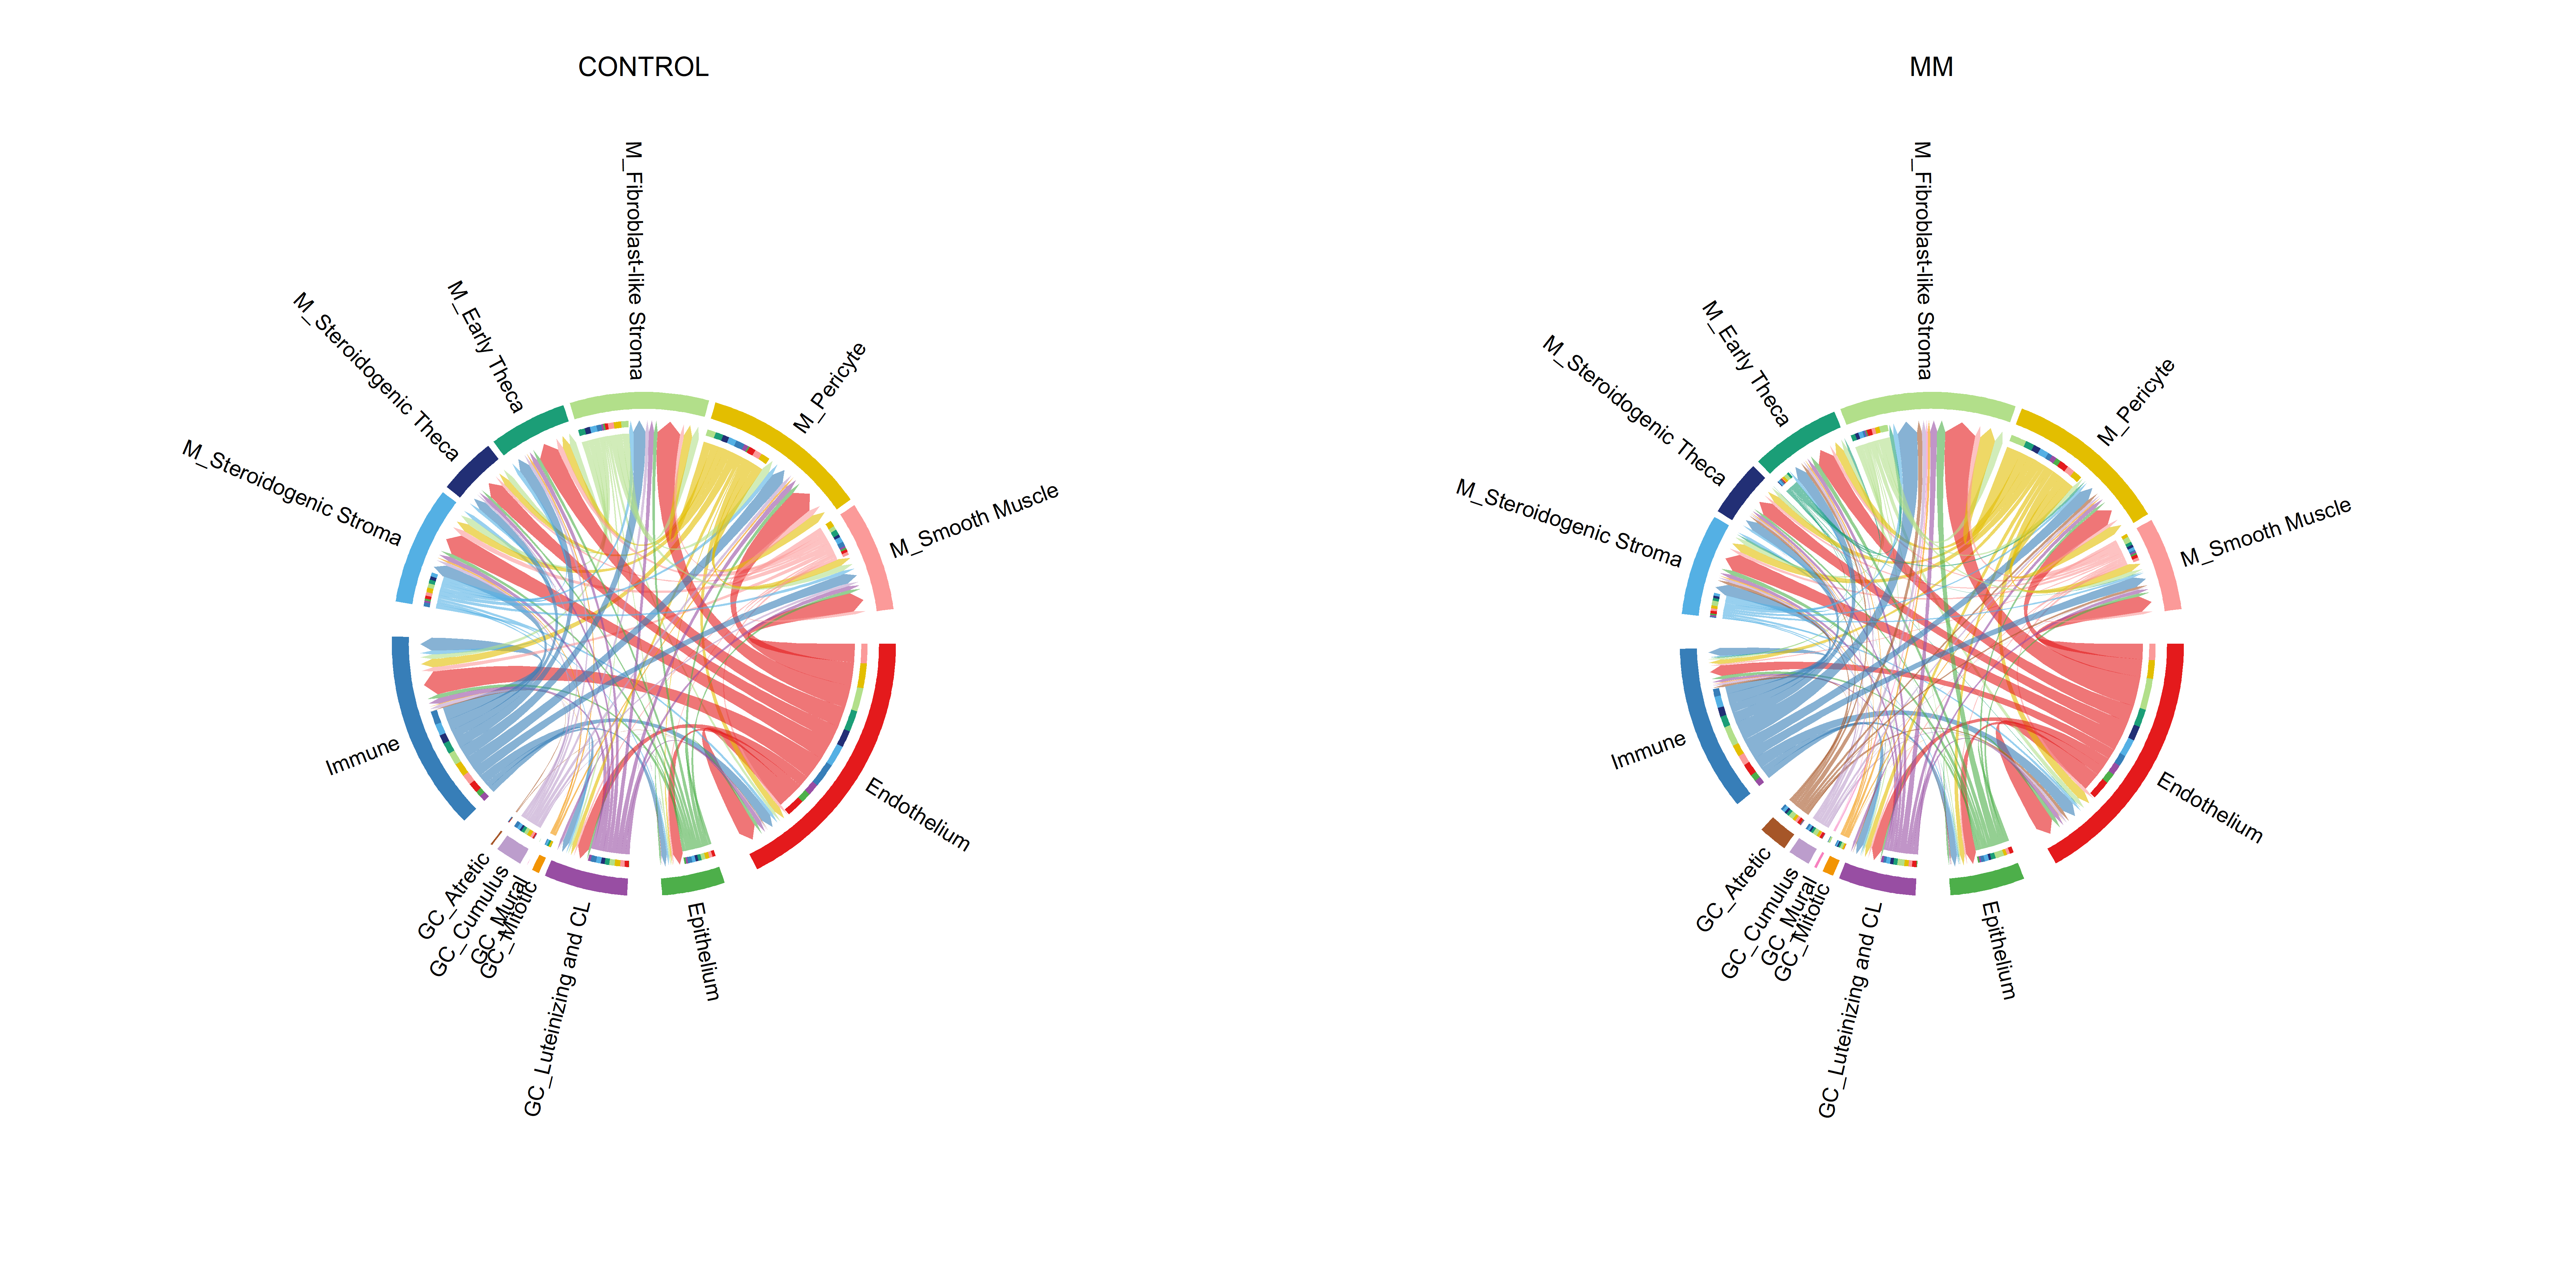 CONTROL
M_Fibroblast-like Stroma
M_Pericyte
M_Early Theca
M_Steroidogenic Theca
M_Steroidogenic Stroma
M_Smooth Muscle
Immune
Endothelium
GC_Atretic
GC_Cumulus
GC_Mural
GC_Mitotic
GC_Luteinizing and CL
Epithelium
MM
M_Fibroblast-like Stroma
M_Pericyte
M_Early Theca
M_Steroidogenic Theca
M_Steroidogenic Stroma
M_Smooth Muscle
Immune
Endothelium
GC_Atretic
GC_Cumulus
GC_Mural
GC_Mitotic
GC_Luteinizing and CL
Epithelium